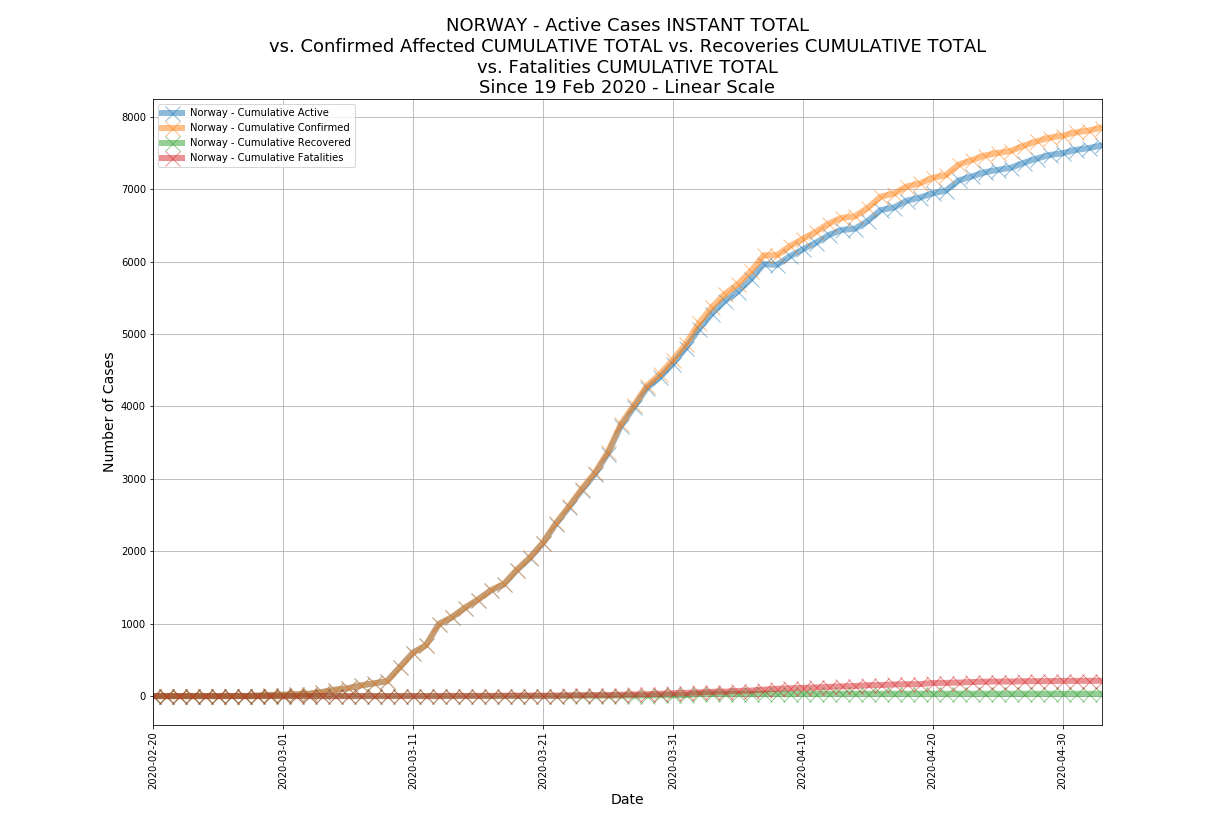 NORWAY - Active Cases INSTANT TOTAL
vs. Confirmed Affected CUMULATIVE TOTAL vs. Recoveries CUMULATIVE TOTAL
vs. Fatalities CUMULATIVE TOTAL
Since 19 Feb 2020 - Linear Scale
Norway - Cumulative Active
Norway - Cumulative Confirmed
Norway - Cumulative Recovered
Norway - Cumulative Fatalities
Number of Cases
8000
7000
6000
5000
4000
3000
2000
1000
0
2020-02-20
2020-03-01
2020-03-11
2020-03-21
2020-03-31
2020-04-10
2020-04-20
2020-04-30
Date